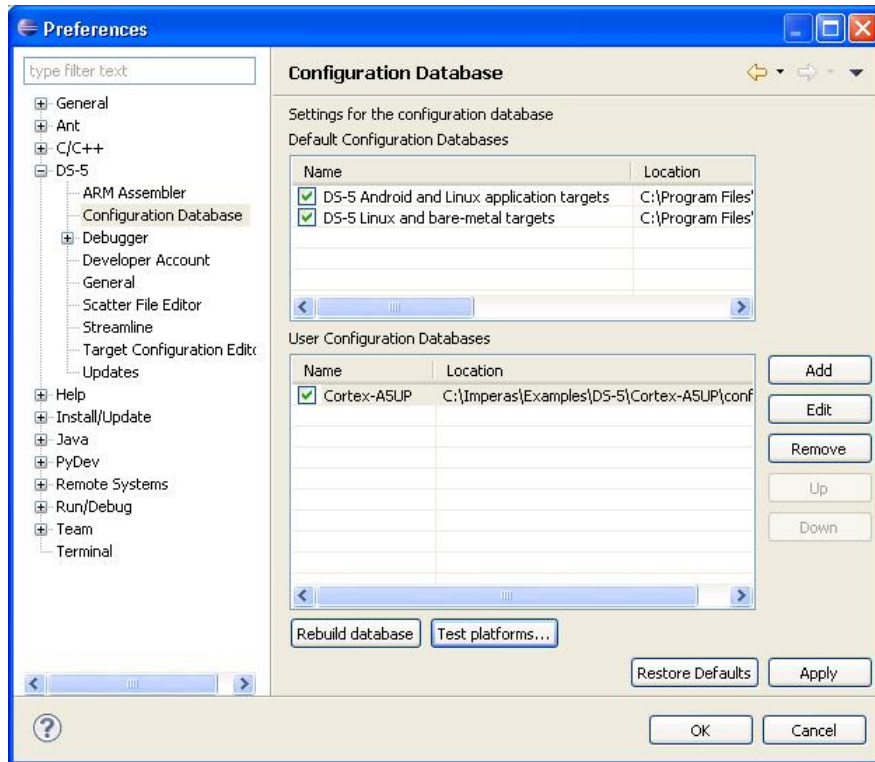 Preferences
type filter text
General
Ant
C/C++
DS-5
ARM Assembler
Configuration Database
Debugger
Developer Account
General
Scatter File Editor
Streamline
Target Configuration Edito
Updates
Help
Install/Update
Java
PyDev
Remote Systems
Run/Debug
Team
Terminal
Configuration Database
Settings for the configuration database
Default Configuration Databases
Name Location
DS-5 Android and Linux application targets C:\Program Files\
DS-5 Linux and bare-metal targets C:\Program Files\
User Configuration Databases
Name Location
Cortex-A5UP C:\Imperas\Examples\DS-5\Cortex-A5UP\conf
Add
Edit
Remove
Up
Down
Rebuild database Test platforms...
Restore Defaults Apply
? OK Cancel